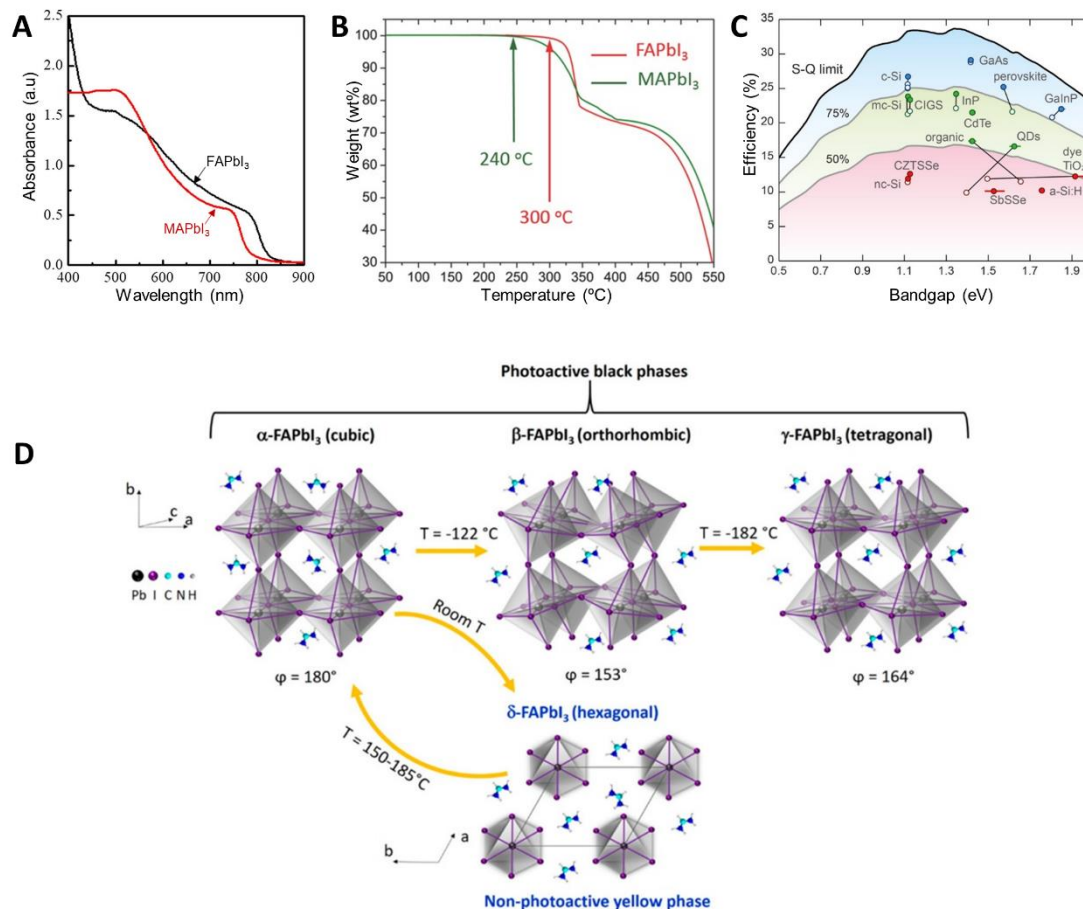 A
Absorbance (a.u)
2.5
2.0
1.5
1.0
0.5
0.0
FAPbI₃
MAPbI₃
400 500 600 700 800 900
Wavelength (nm)
B
Weight (wt%)
100
90
80
70
60
50
40
30
FAPbI₃
MAPbI₃
240 ºC
300 ºC
50 100 150 200 250 300 350 400 450 500 550
Temperature (ºC)
C
Efficiency (%)
35
30
25
20
15
10
5
0
S-Q limit
75%
50%
GaAs
c-Si
perovskite
mc-Si
CIGS
InP
GaInP
CdTe
organic
QDs
dye
TiO₂
CZTSSe
nc-Si
SbSSe
a-Si:H
0.5 0.7 0.9 1.1 1.3 1.5 1.7 1.9
Bandgap (eV)
Photoactive black phases
D
α-FAPbI₃ (cubic)
β-FAPbI₃ (orthorhombic)
γ-FAPbI₃ (tetragonal)
b
c
a
T = -122 °C
T = -182 °C
Pb I C N H
Room T
φ = 180°
φ = 153°
φ = 164°
δ-FAPbI₃ (hexagonal)
T = 150-185°C
a
b
Non-photoactive yellow phase